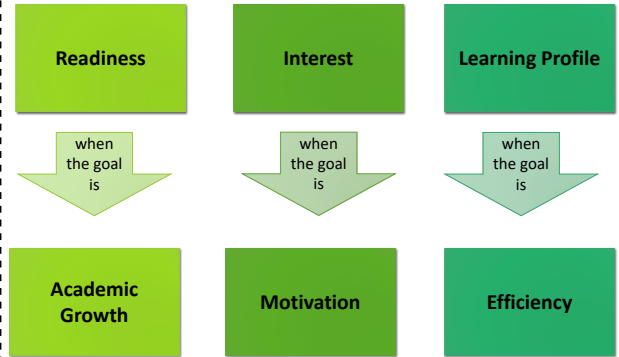 Readiness
Interest
Learning Profile
when
the goal
is
when
the goal
is
when
the goal
is
Academic
Growth
Motivation
Efficiency